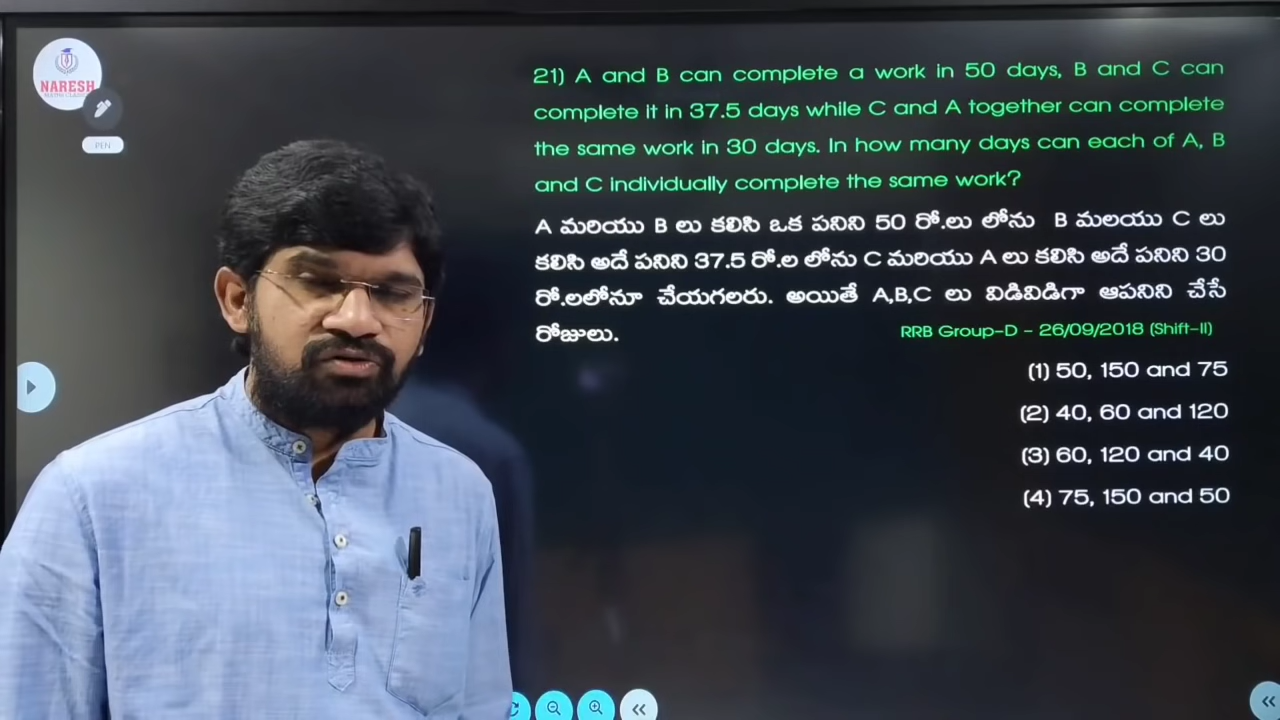 NARESH
PEN
21) A and B can complete a work in 50 days, B and C can
complete it in 37.5 days while C and A together can complete
the same work in 30 days. In how many days can each of A, B
and C individually complete the same work?
A మరియు B లు కలిసి ఒక పనిని 50 రో.లు లోను B మలయు C లు
కలిసి అదే పనిని 37.5 రో.ల లోను C మరియు A లు కలిసి అదే పనిని 30
రో.లలోనూ చేయగలరు. అయితే A,B,C లు విడివిడిగా ఆపనిని చేసే
రోజులు.
RRB Group-D - 26/09/2018 (Shift-II)
(1) 50, 150 and 75
(2) 40, 60 and 120
(3) 60, 120 and 40
(4) 75, 150 and 50